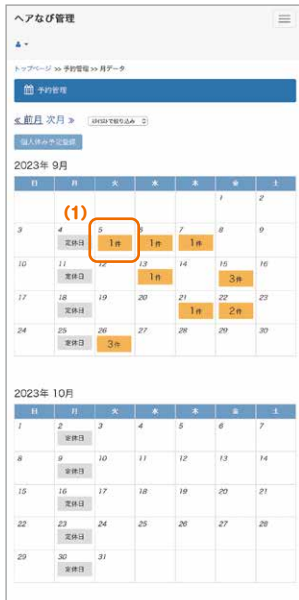 ヘアなび管理
トップページ >> 予約管理 >> 月データ
予約管理
≪ 前月 次月 ≫
個人休み予定登録
2023年 9月
日 月 火 水 木 金 土
1 2
(1)
3 4 5 6 7 8 9
定休日 1件 1件 1件
10 11 12 13 14 15 16
定休日 1件 3件
17 18 19 20 21 22 23
定休日 1件 2件
24 25 26 27 28 29 30
定休日 3件
2023年 10月
日 月 火 水 木 金 土
1 2 3 4 5 6 7
定休日
8 9 10 11 12 13 14
定休日
15 16 17 18 19 20 21
定休日
22 23 24 25 26 27 28
定休日
29 30 31
定休日